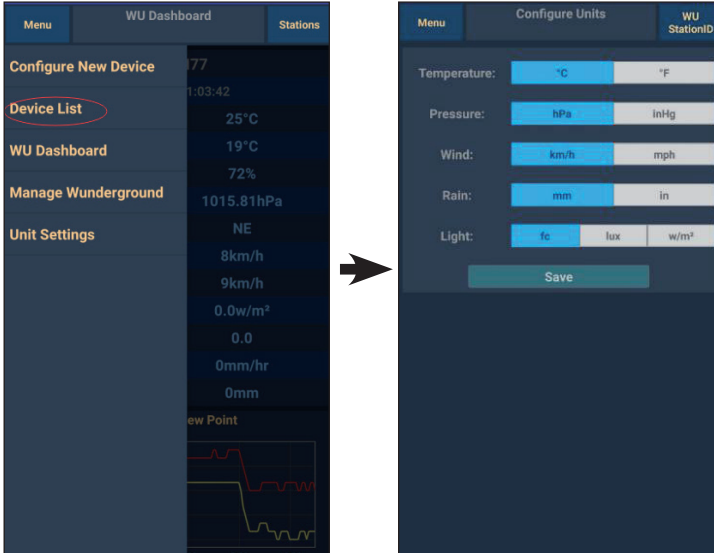 Menu
WU Dashboard
Stations
Configure New Device
Device List
WU Dashboard
Manage Wunderground
Unit Settings
I77
1:03:42
25°C
19°C
72%
1015.81hPa
NE
8km/h
9km/h
0.0w/m²
0.0
0mm/hr
0mm
ew Point
Menu
Configure Units
WU
StationID
Temperature:
°C
°F
Pressure:
hPa
inHg
Wind:
km/h
mph
Rain:
mm
in
Light:
fc
lux
w/m²
Save